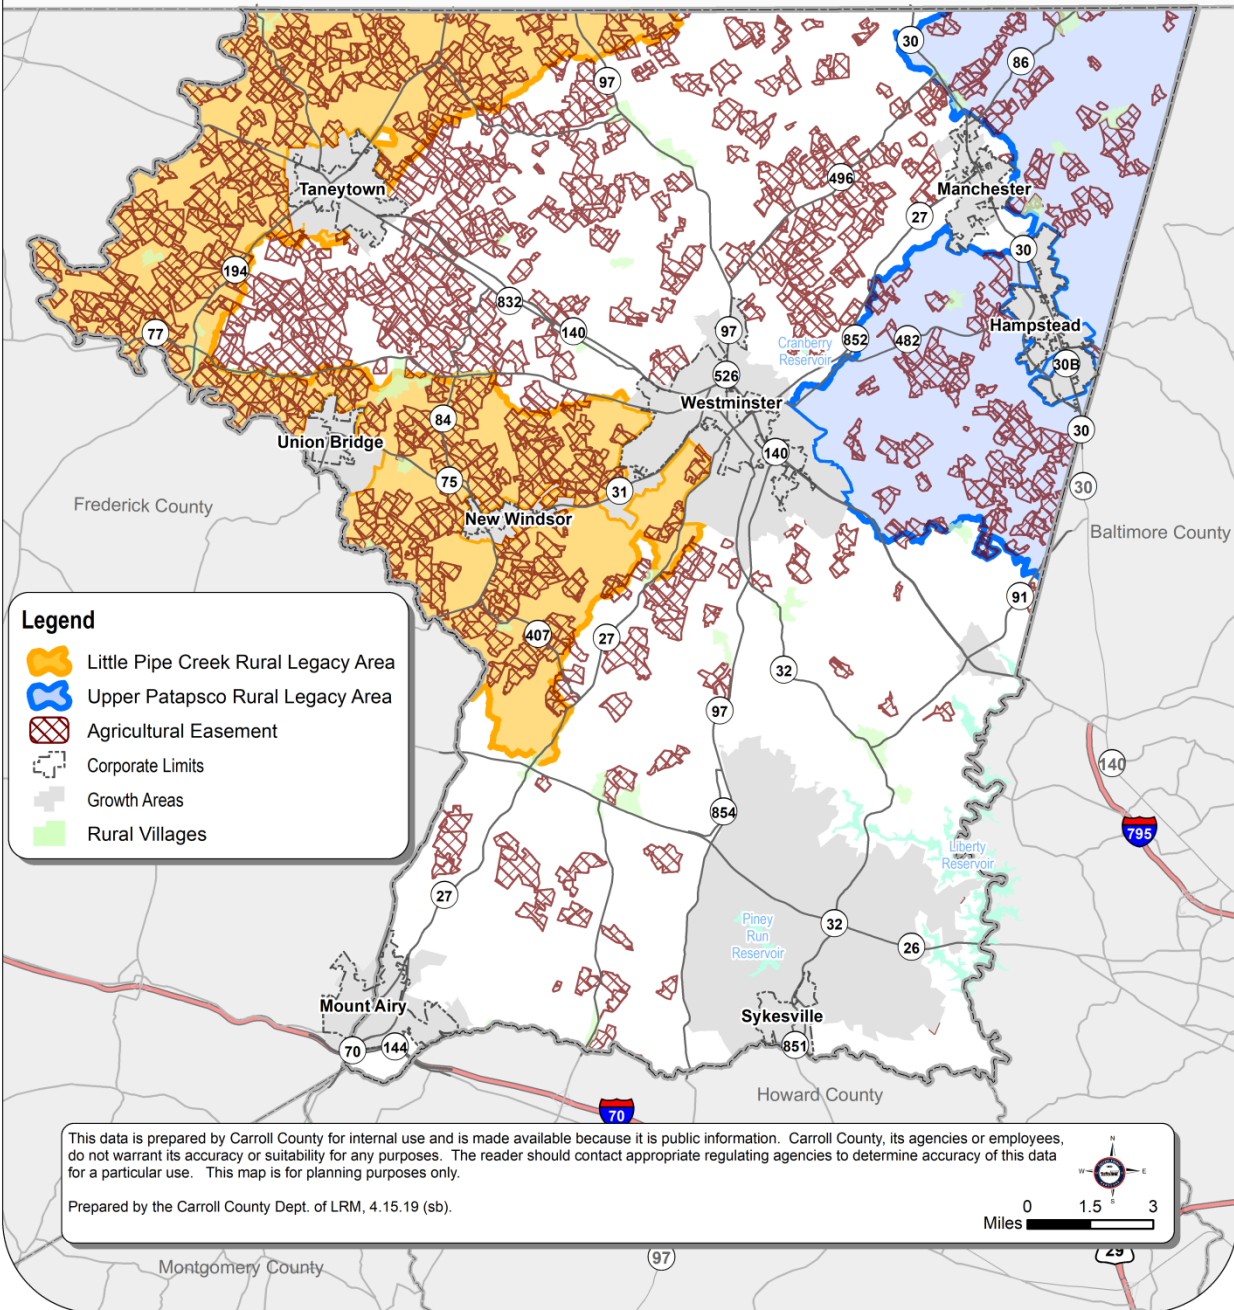 30
86
97
496
Taneytown
Manchester
27
30
194
832
97
140
77
Cranberry
Reservoir
852
482
Hampstead
30B
526
Westminster
84
30
Union Bridge
140
75
31
30
Frederick County
New Windsor
Baltimore County
91
Legend
Little Pipe Creek Rural Legacy Area
Upper Patapsco Rural Legacy Area
Agricultural Easement
Corporate Limits
Growth Areas
Rural Villages
407
27
32
97
140
854
795
Liberty
Reservoir
27
Piney
Run
Reservoir
32
26
Mount Airy
Sykesville
70
144
851
Howard County
70
This data is prepared by Carroll County for internal use and is made available because it is public information. Carroll County, its agencies or employees,
do not warrant its accuracy or suitability for any purposes. The reader should contact appropriate regulating agencies to determine accuracy of this data
for a particular use. This map is for planning purposes only.
Prepared by the Carroll County Dept. of LRM, 4.15.19 (sb).
N
W
E
S
0 1.5 3
Miles
29
97
Montgomery County